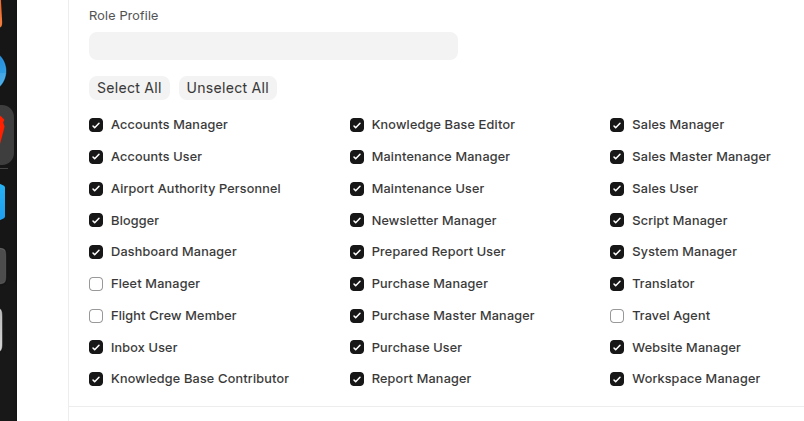 Role Profile
Select All
Unselect All
Accounts Manager
Accounts User
Airport Authority Personnel
Blogger
Dashboard Manager
Fleet Manager
Flight Crew Member
Inbox User
Knowledge Base Contributor
Knowledge Base Editor
Maintenance Manager
Maintenance User
Newsletter Manager
Prepared Report User
Purchase Manager
Purchase Master Manager
Purchase User
Report Manager
Sales Manager
Sales Master Manager
Sales User
Script Manager
System Manager
Translator
Travel Agent
Website Manager
Workspace Manager